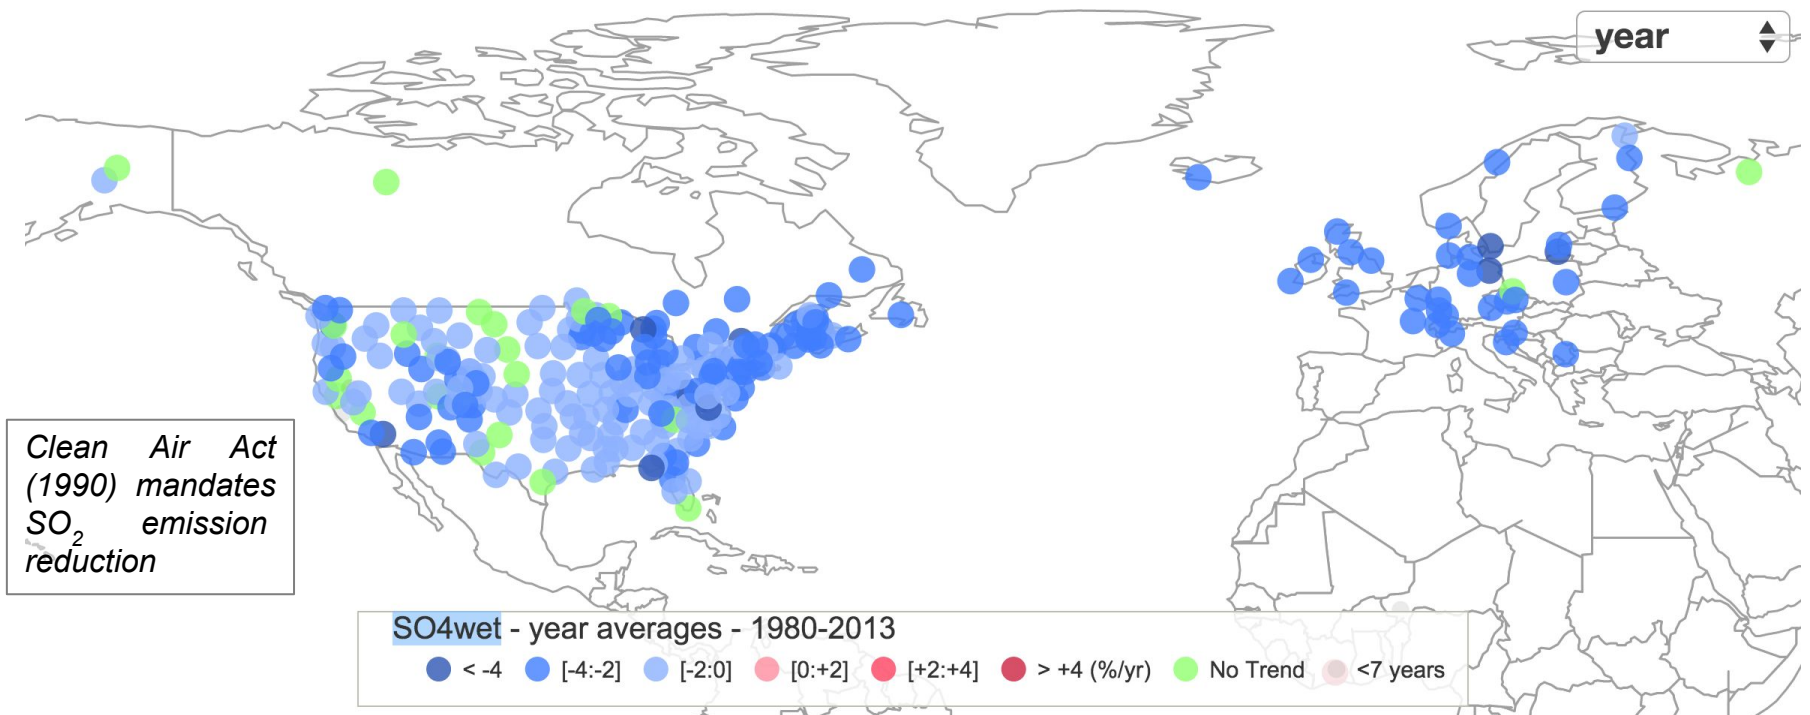 year
Clean Air Act
(1990) mandates
SO2 emission
reduction
SO4wet - year averages - 1980-2013
< -4 [-4:-2] [-2:0] [0:+2] [+2:+4] > +4 (%/yr) No Trend <7 years